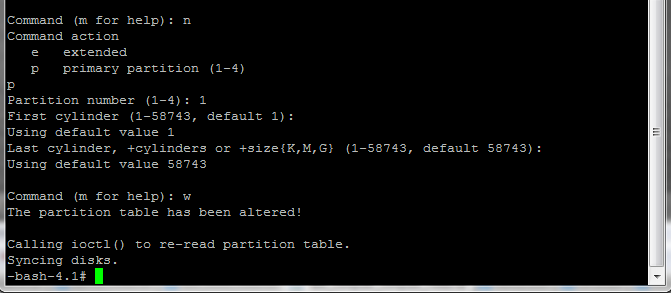 Command (m for help): n
Command action
   e   extended
   p   primary partition (1-4)
p
Partition number (1-4): 1
First cylinder (1-58743, default 1):
Using default value 1
Last cylinder, +cylinders or +size{K,M,G} (1-58743, default 58743):
Using default value 58743

Command (m for help): w
The partition table has been altered!

Calling ioctl() to re-read partition table.
Syncing disks.
-bash-4.1#